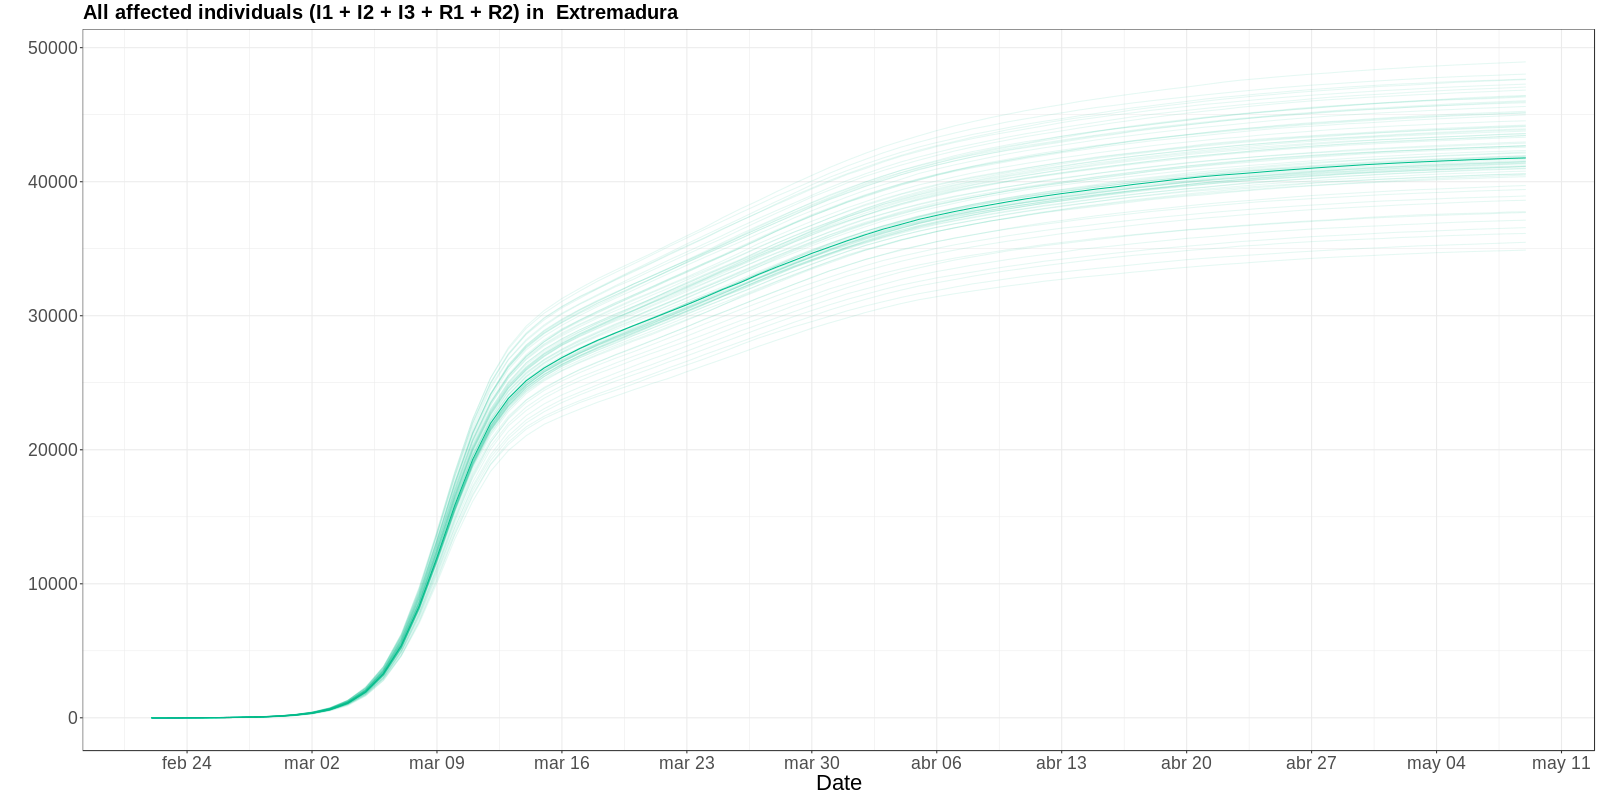 All affected individuals (I1 + I2 + I3 + R1 + R2) in  Extremadura
50000
40000
30000
20000
10000
0
feb 24 mar 02 mar 09 mar 16 mar 23 mar 30 abr 06 abr 13 abr 20 abr 27 may 04 may 11
Date